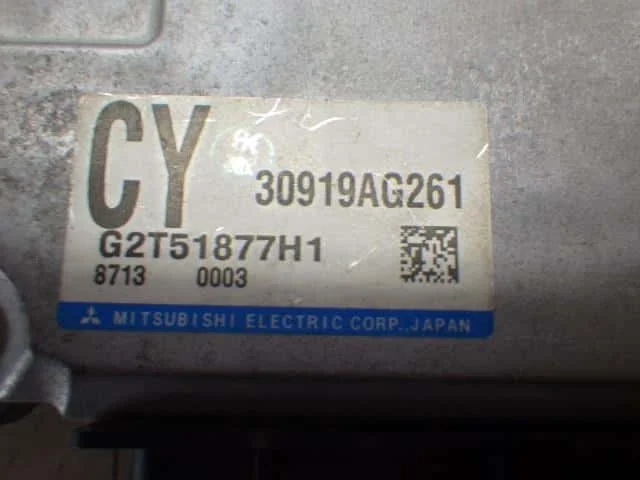 CY
30919AG261
G2T51877H1
8713 0003
MITSUBISHI ELECTRIC CORP., JAPAN